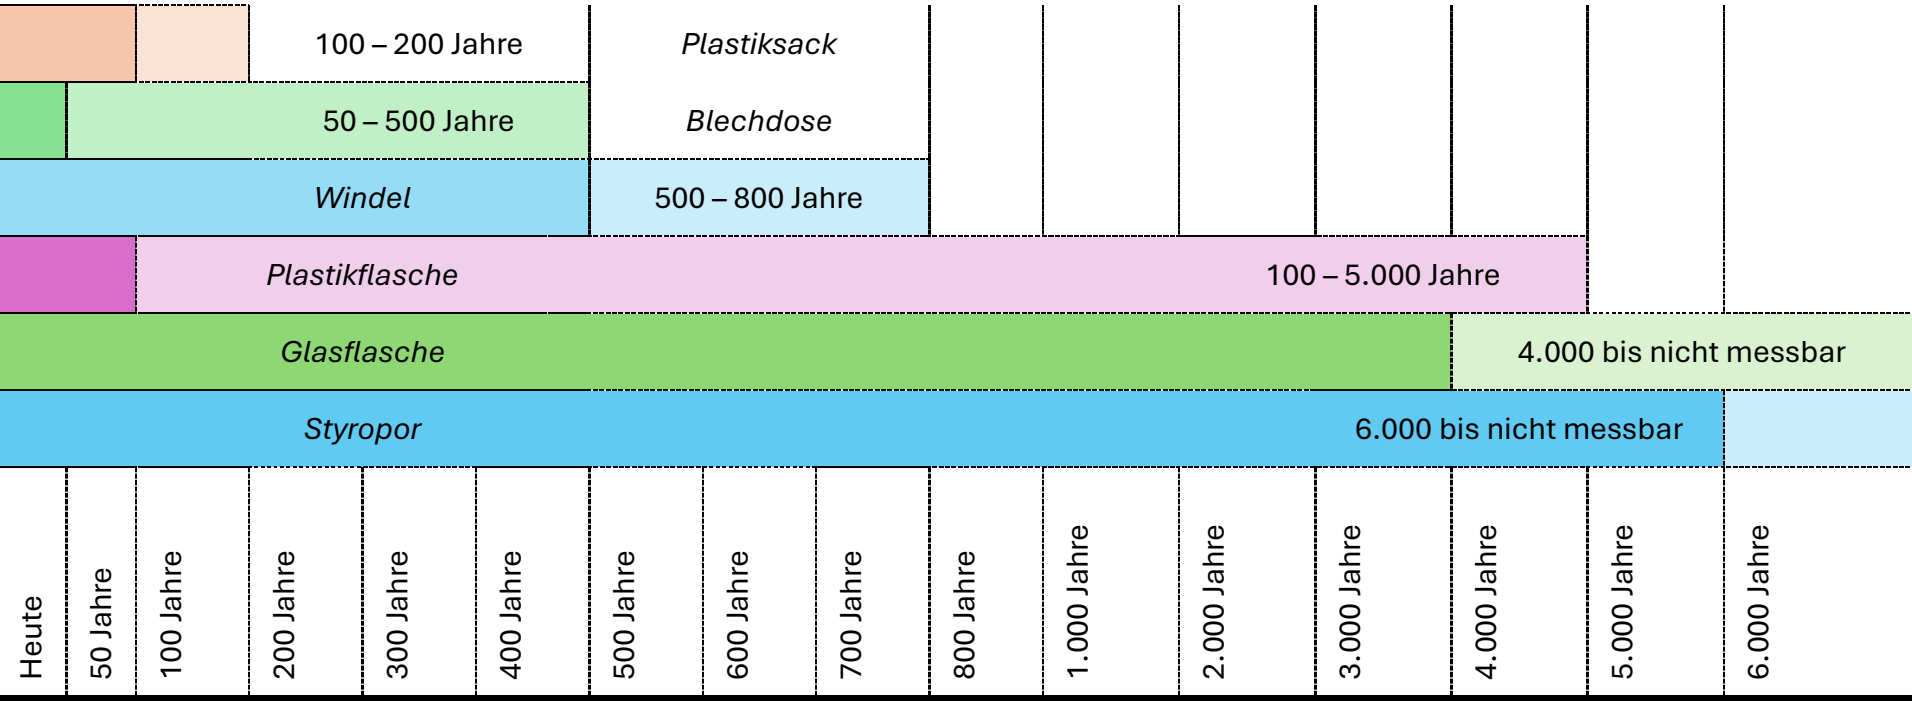 100 – 200 Jahre Plastiksack
50 – 500 Jahre Blechdose
Windel 500 – 800 Jahre
Plastikflasche 100 – 5.000 Jahre
Glasflasche 4.000 bis nicht messbar
Styropor 6.000 bis nicht messbar
Heute
50 Jahre
100 Jahre
200 Jahre
300 Jahre
400 Jahre
500 Jahre
600 Jahre
700 Jahre
800 Jahre
1.000 Jahre
2.000 Jahre
3.000 Jahre
4.000 Jahre
5.000 Jahre
6.000 Jahre